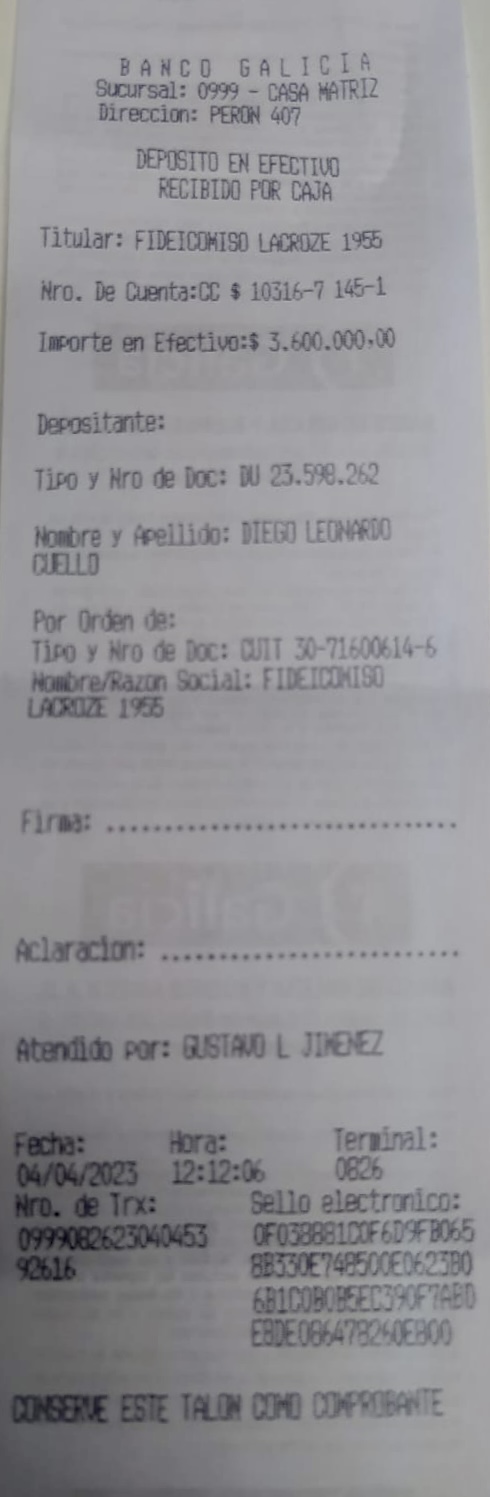 BANCO GALICIA
Sucursal: 0999 - CASA MATRIZ
Direccion: PERON 407
DEPOSITO EN EFECTIVO
RECIBIDO POR CAJA
Titular: FIDEICOMISO LACROZE 1955
Nro. De Cuenta:CC $ 10316-7 145-1
Importe en Efectivo:$ 3.600.000,00
Depositante:
Tipo y Nro de Doc: DU 23.598.262
Nombre y Apellido: DIEGO LEONARDO
CUELLO
Por Orden de:
Tipo y Nro de Doc: CUIT 30-71600614-6
Nombre/Razon Social: FIDEICOMISO
LACROZE 1955
Firma: ...............................
Aclaracion: ..........................
Atendido por: GUSTAVO L JIMENEZ
Fecha: Hora: Terminal:
04/04/2023 12:12:06 0826
Nro. de Trx: Sello electronico:
0999082623040453 0F038B81C0F6D9FB065
92616 8B330E748500E0623B0
6B1C0B0B5EC390F7ABD
EBDE086478260EB00
CONSERVE ESTE TALON COMO COMPROBANTE